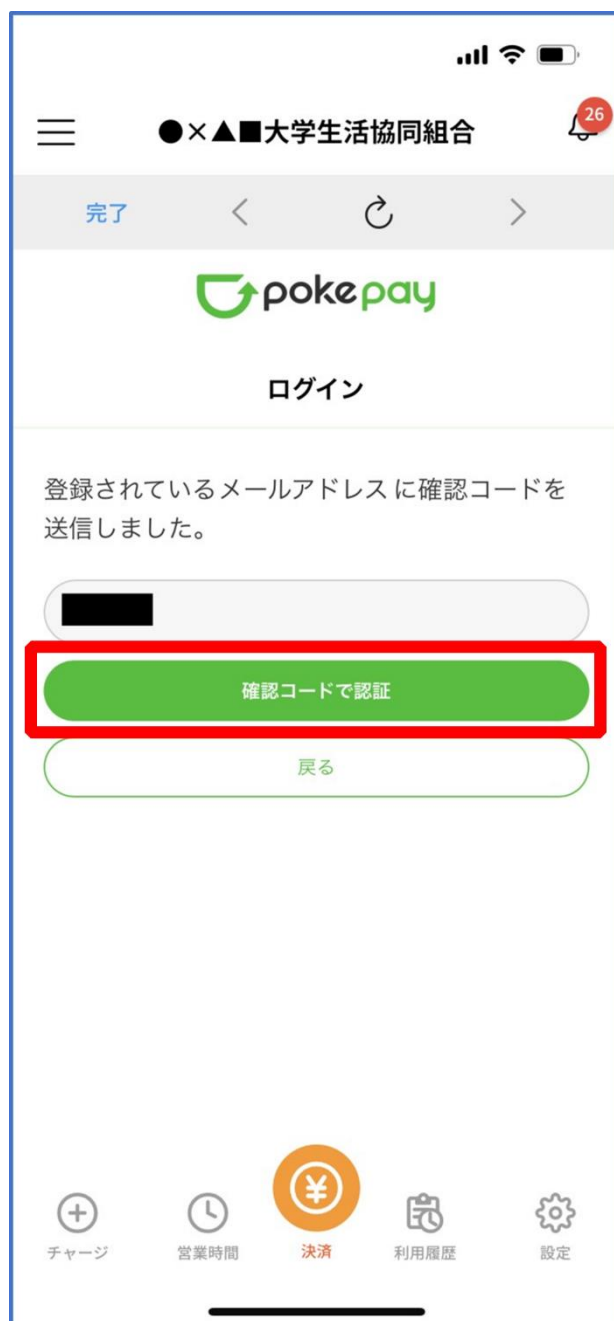 ●×▲■大学生活協同組合
26
完了
pokepay
ログイン
登録されているメールアドレスに確認コードを
送信しました。
確認コードで認証
戻る
チャージ
営業時間
¥
決済
利用履歴
設定